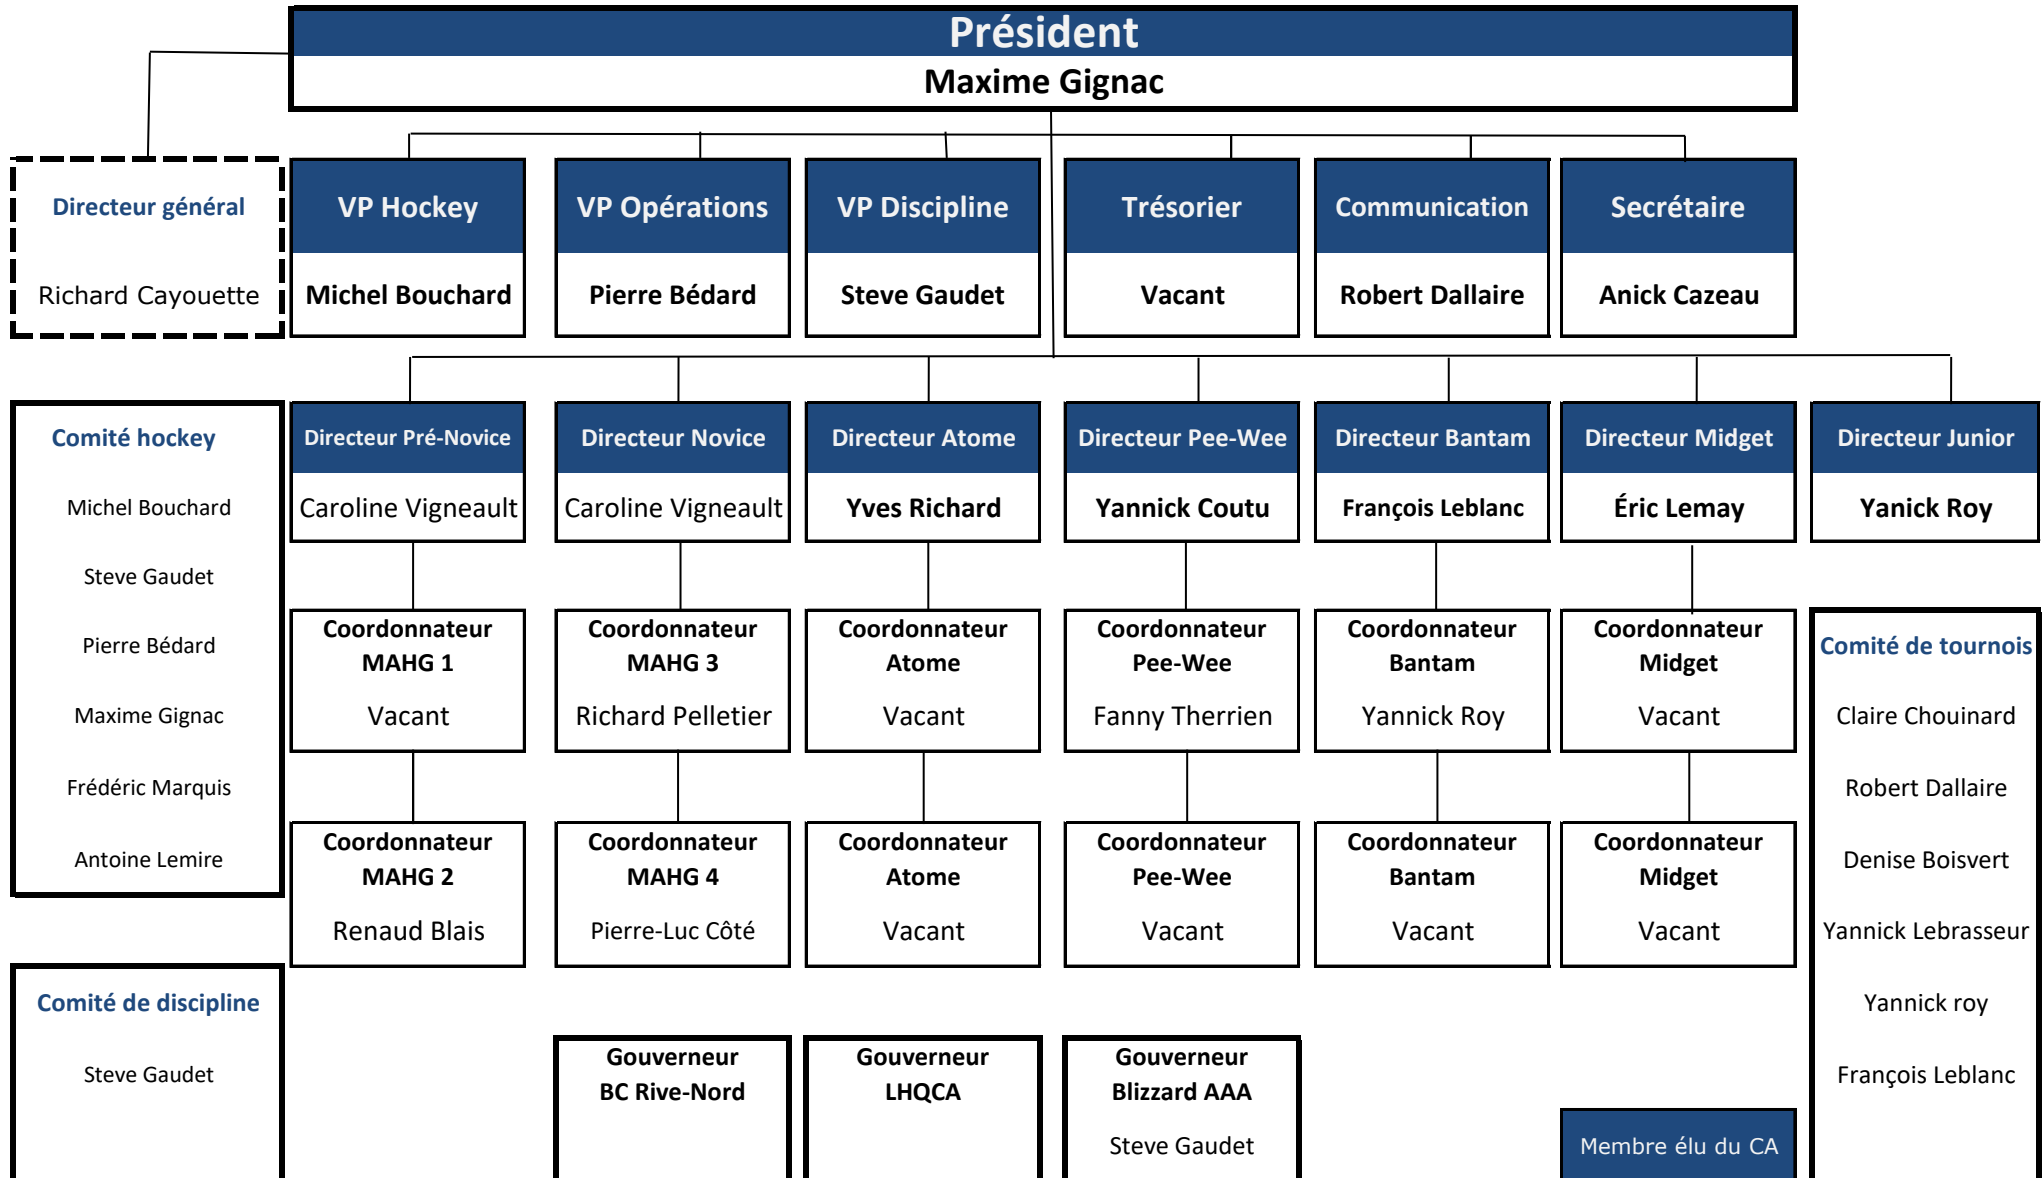 Président
Maxime Gignac
Directeur général
Richard Cayouette
VP Hockey
Michel Bouchard
VP Opérations
Pierre Bédard
VP Discipline
Steve Gaudet
Trésorier
Vacant
Communication
Robert Dallaire
Secrétaire
Anick Cazeau
Comité hockey
Michel Bouchard
Steve Gaudet
Pierre Bédard
Maxime Gignac
Frédéric Marquis
Antoine Lemire
Directeur Pré-Novice
Caroline Vigneault
Directeur Novice
Caroline Vigneault
Directeur Atome
Yves Richard
Directeur Pee-Wee
Yannick Coutu
Directeur Bantam
François Leblanc
Directeur Midget
Éric Lemay
Directeur Junior
Yanick Roy
Coordonnateur
MAHG 1
Vacant
Coordonnateur
MAHG 3
Richard Pelletier
Coordonnateur
Atome
Vacant
Coordonnateur
Pee-Wee
Fanny Therrien
Coordonnateur
Bantam
Yannick Roy
Coordonnateur
Midget
Vacant
Coordonnateur
MAHG 2
Renaud Blais
Coordonnateur
MAHG 4
Pierre-Luc Côté
Coordonnateur
Atome
Vacant
Coordonnateur
Pee-Wee
Vacant
Coordonnateur
Bantam
Vacant
Coordonnateur
Midget
Vacant
Comité de tournois
Claire Chouinard
Robert Dallaire
Denise Boisvert
Yannick Lebrasseur
Yannick roy
François Leblanc
Comité de discipline
Steve Gaudet
Gouverneur
BC Rive-Nord
Gouverneur
LHQCA
Gouverneur
Blizzard AAA
Steve Gaudet
Membre élu du CA